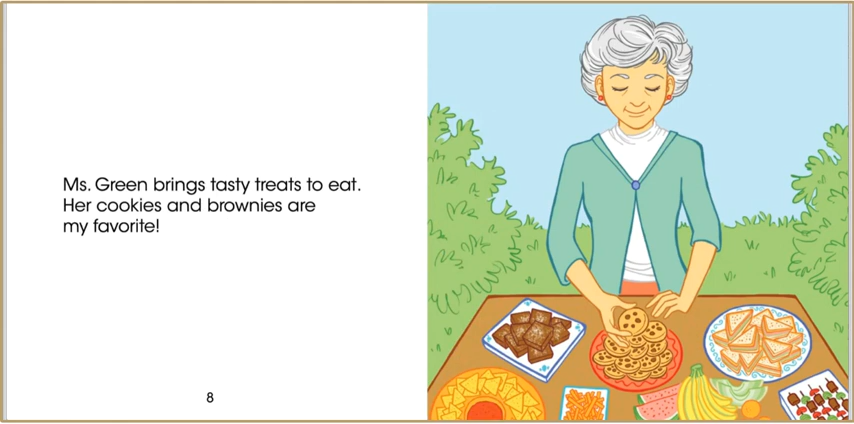 Ms. Green brings tasty treats to eat.
Her cookies and brownies are
my favorite!
8